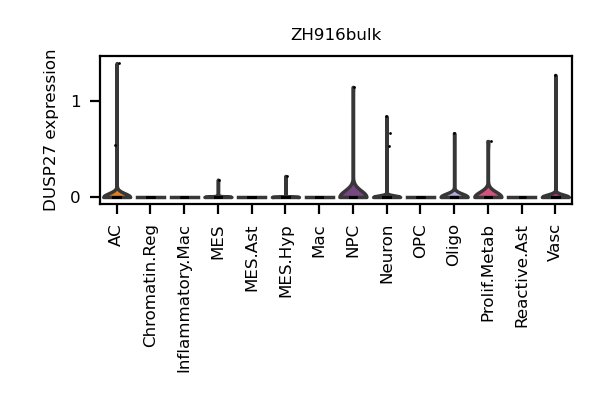 ZH916bulk
DUSP27 expression
1
0
AC
Chromatin.Reg
Inflammatory.Mac
MES
MES.Ast
MES.Hyp
Mac
NPC
Neuron
OPC
Oligo
Prolif.Metab
Reactive.Ast
Vasc